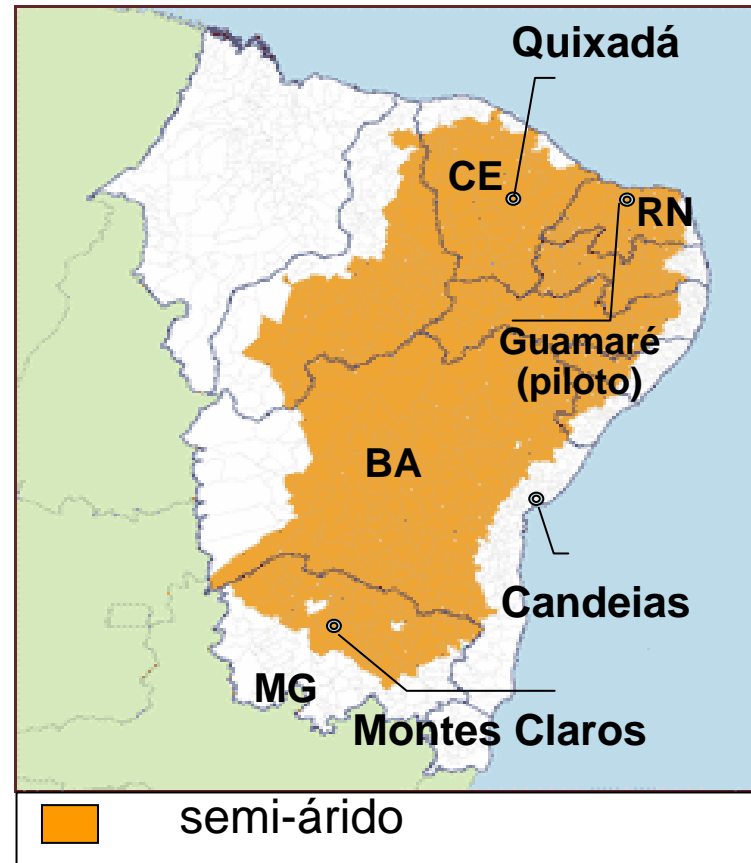 Quixadá
CE
RN
Guamaré
(piloto)
BA
Candeias
MG
Montes Claros
semi-árido